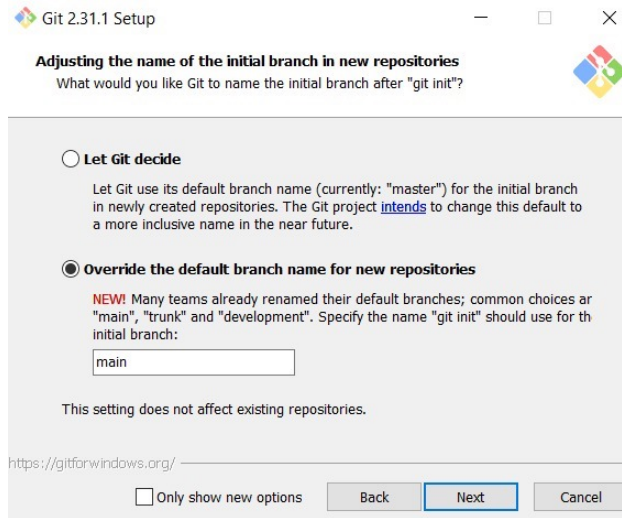 Git 2.31.1 Setup
Adjusting the name of the initial branch in new repositories
What would you like Git to name the initial branch after "git init"?
Let Git decide
Let Git use its default branch name (currently: "master") for the initial branch
in newly created repositories. The Git project intends to change this default to
a more inclusive name in the near future.
Override the default branch name for new repositories
NEW! Many teams already renamed their default branches; common choices ar
"main", "trunk" and "development". Specify the name "git init" should use for th
initial branch:
main
This setting does not affect existing repositories.
https://gitforwindows.org/
Only show new options Back Next Cancel